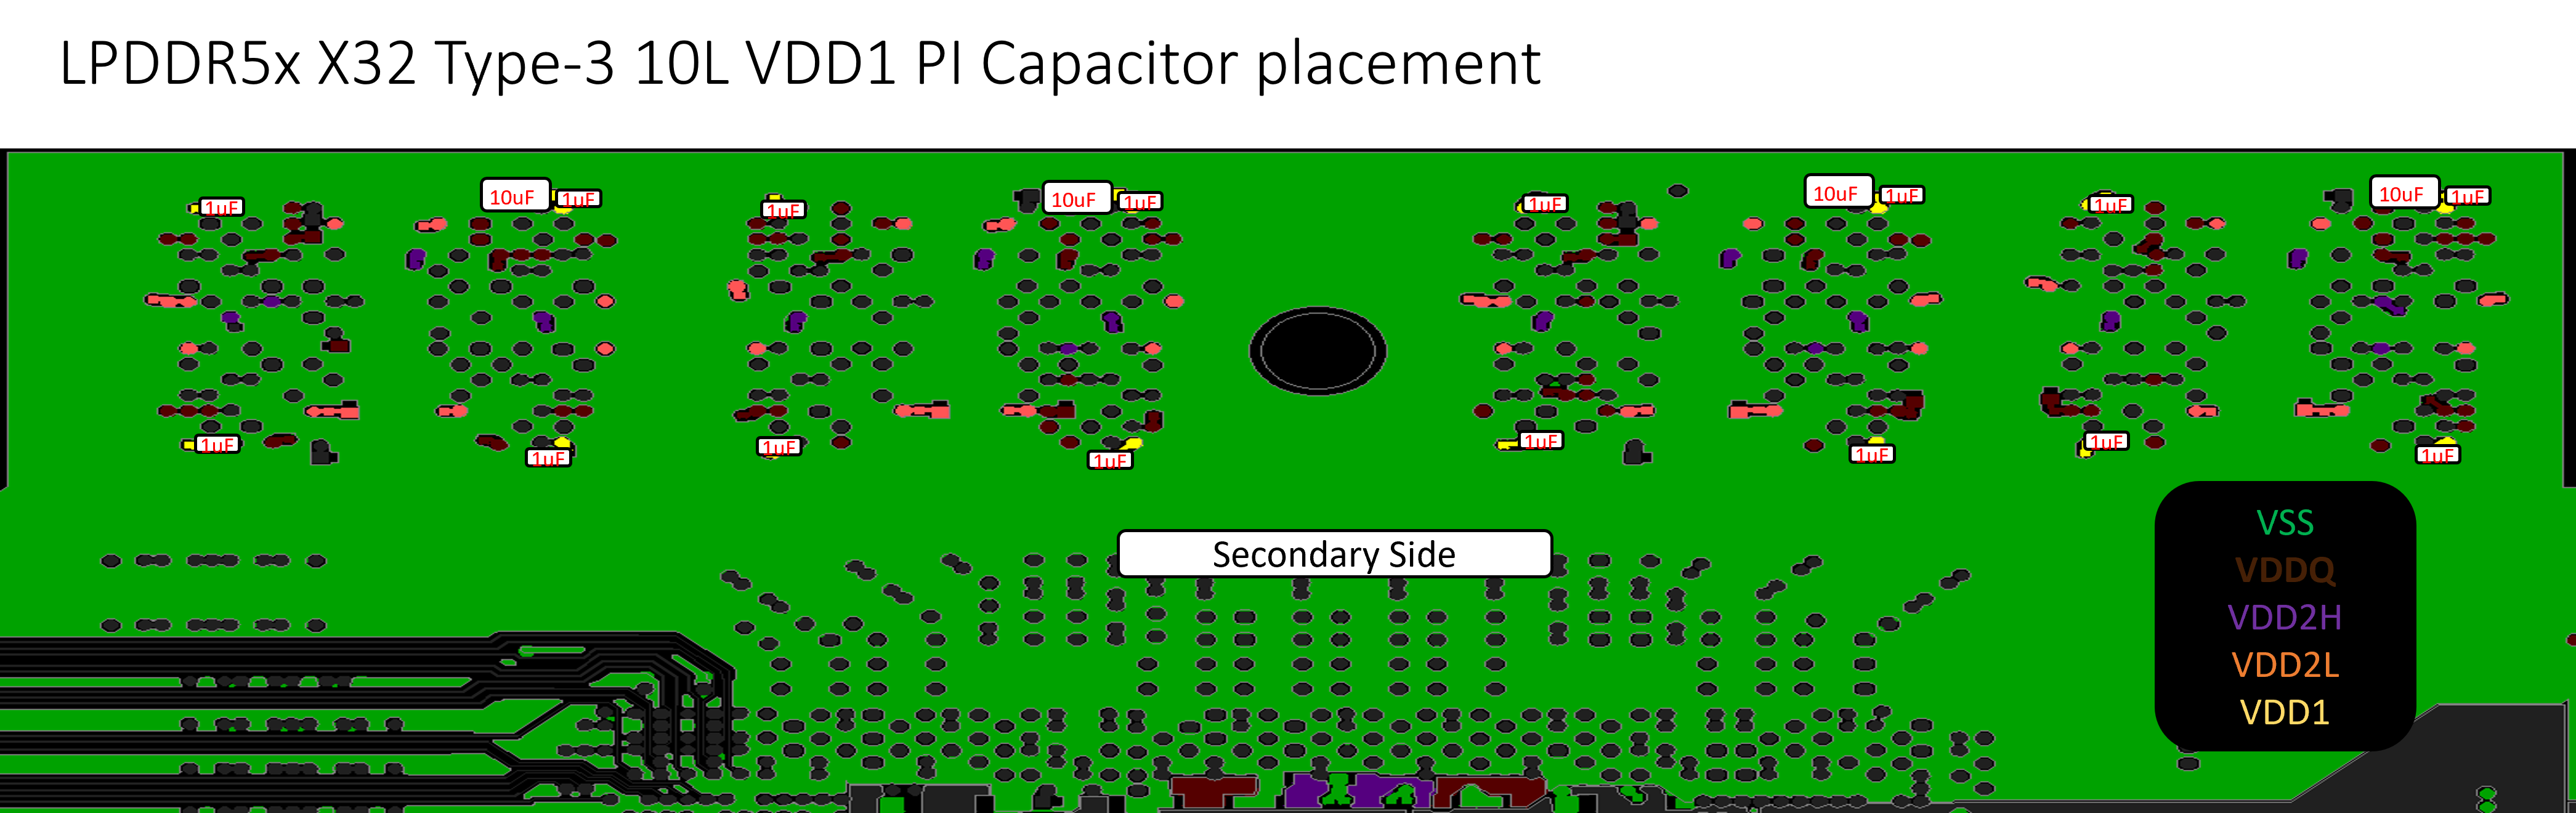 LPDDR5x X32 Type-3 10L VDD1 PI Capacitor placement
1uF
10uF
1uF
1uF
10uF
1uF
1uF
10uF
1uF
1uF
10uF
1uF
1uF
1uF
1uF
1uF
1uF
1uF
1uF
1uF
Secondary Side
VSS
VDDQ
VDD2H
VDD2L
VDD1